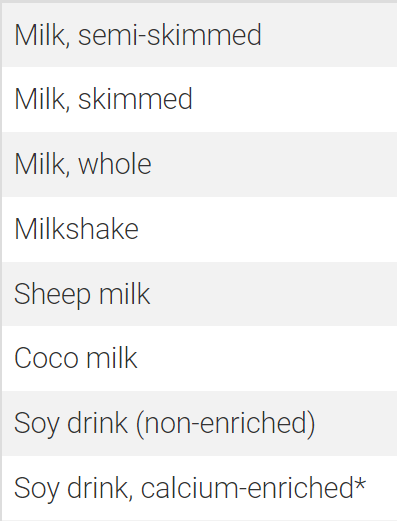 Milk, semi-skimmed
Milk, skimmed
Milk, whole
Milkshake
Sheep milk
Coco milk
Soy drink (non-enriched)
Soy drink, calcium-enriched*